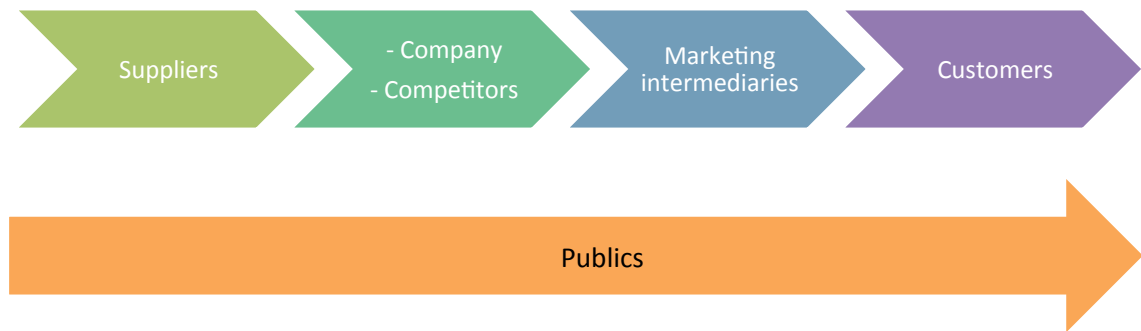 Suppliers
- Company
- Competitors
Marketing
intermediaries
Customers
Publics